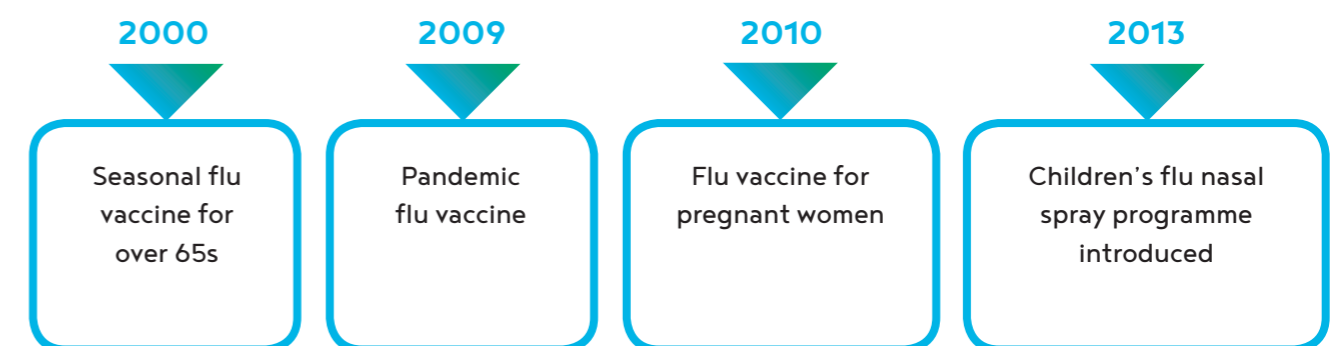 2000
Seasonal flu
vaccine for
over 65s
2009
Pandemic
flu vaccine
2010
Flu vaccine for
pregnant women
2013
Children’s flu nasal
spray programme
introduced